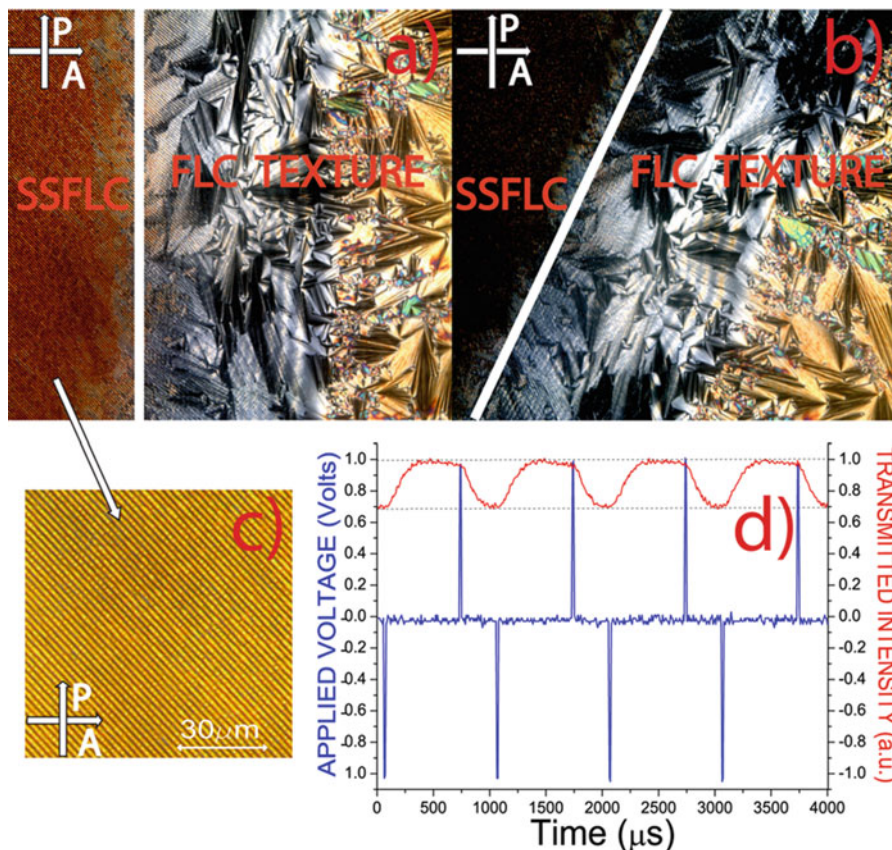 P
A
a)
P
A
b)
SSFLC
FLC TEXTURE
SSFLC
FLC TEXTURE
c)
P
A
30μm
d)
APPLIED VOLTAGE (Volts)
1.0
0.8
0.6
0.4
0.2
0.0
-0.2
-0.4
-0.6
-0.8
1.0
TRANSMITTED INTENSITY (a.u.)
1.0
0.8
0.6
0.4
0.2
0.0
-0.2
-0.4
-0.6
-0.8
-1.0
0 500 1000 1500 2000 2500 3000 3500 4000
Time (μs)